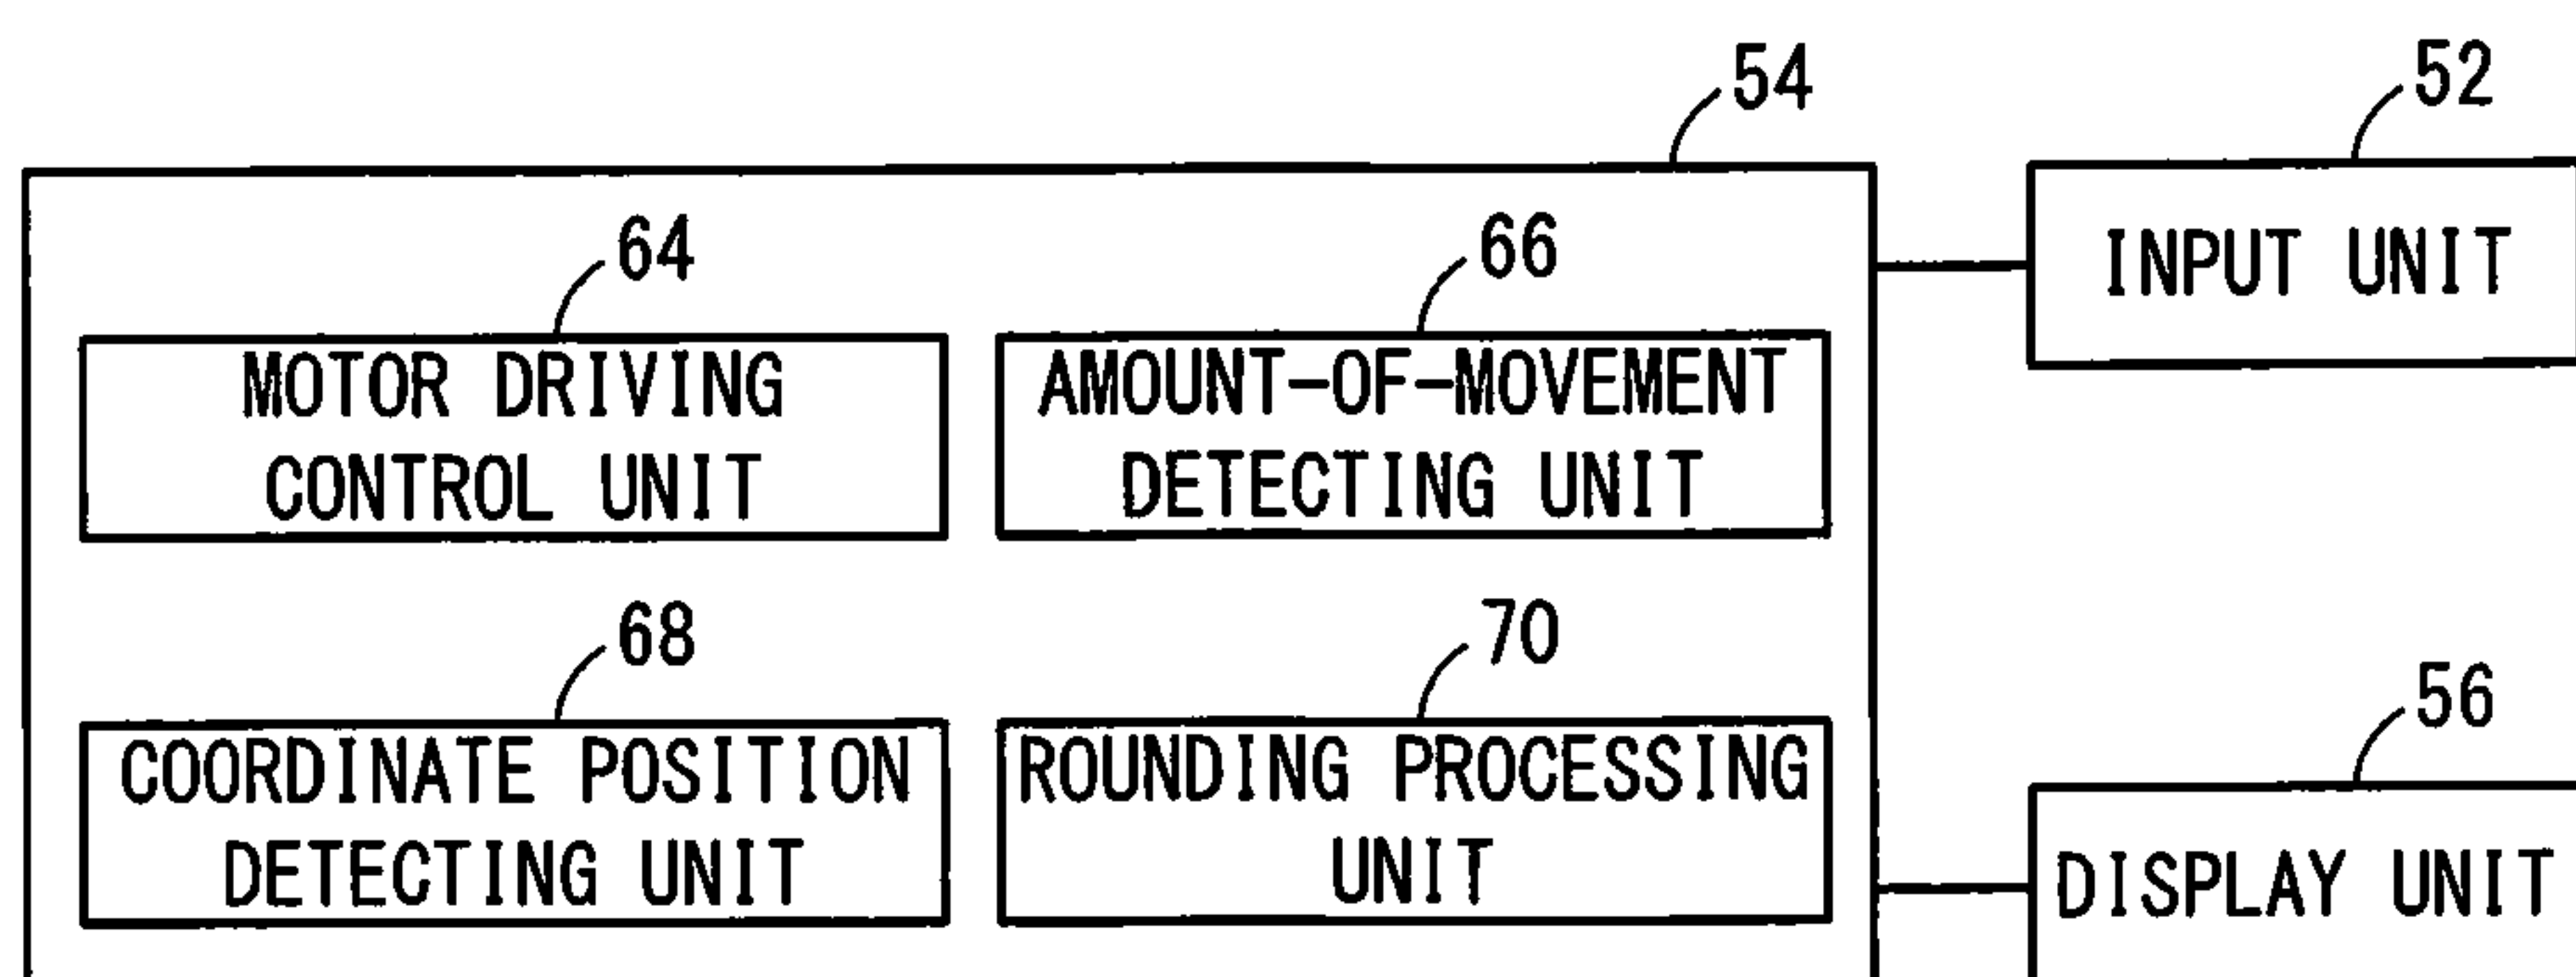 54
52
64
66
INPUT UNIT
MOTOR DRIVING
CONTROL UNIT
AMOUNT-OF-MOVEMENT
DETECTING UNIT
68
70
56
COORDINATE POSITION
DETECTING UNIT
ROUNDING PROCESSING
UNIT
DISPLAY UNIT